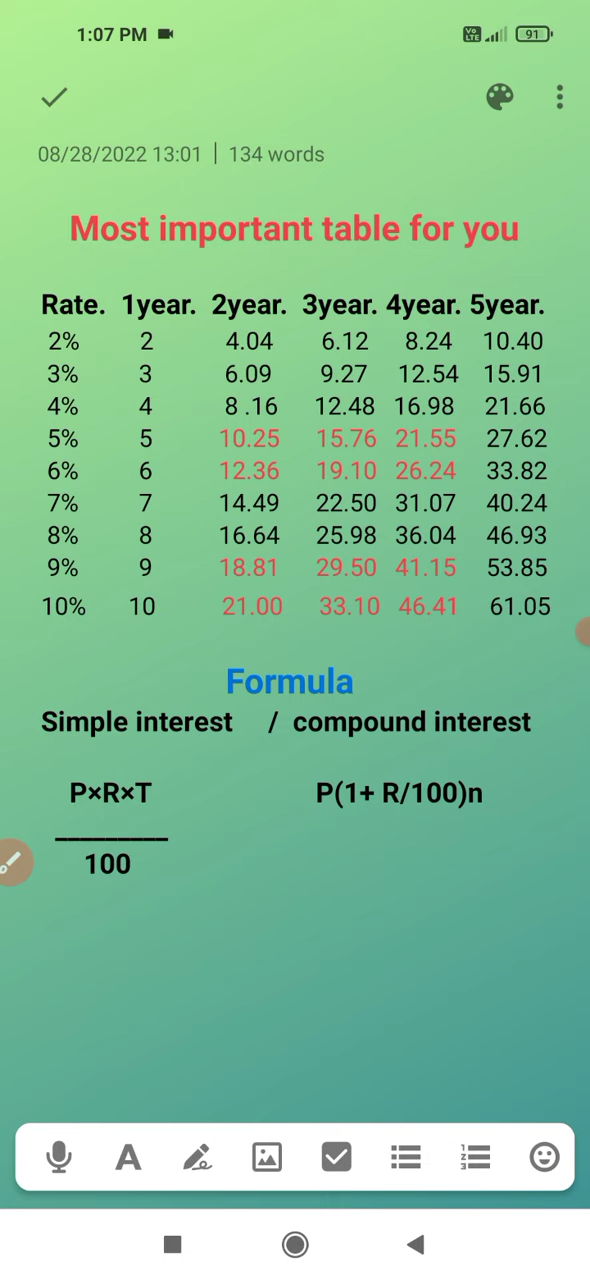 1:07 PM
Vo LTE 91
08/28/2022 13:01 | 134 words
Most important table for you
Rate. 1year. 2year. 3year. 4year. 5year.
2% 2 4.04 6.12 8.24 10.40
3% 3 6.09 9.27 12.54 15.91
4% 4 8 .16 12.48 16.98 21.66
5% 5 10.25 15.76 21.55 27.62
6% 6 12.36 19.10 26.24 33.82
7% 7 14.49 22.50 31.07 40.24
8% 8 16.64 25.98 36.04 46.93
9% 9 18.81 29.50 41.15 53.85
10% 10 21.00 33.10 46.41 61.05
Formula
Simple interest / compound interest
P×R×T P(1+ R/100)n
_________
100
A 1 2 3